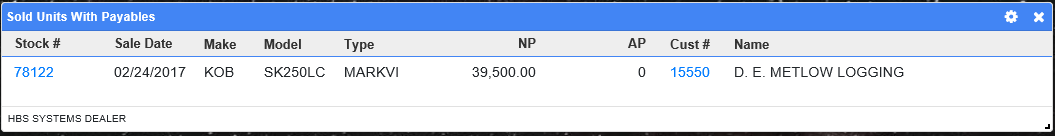 Sold Units With Payables
Stock # Sale Date Make Model Type NP AP Cust # Name
78122 02/24/2017 KOB SK250LC MARKVI 39,500.00 0 15550 D. E. METLOW LOGGING
HBS SYSTEMS DEALER